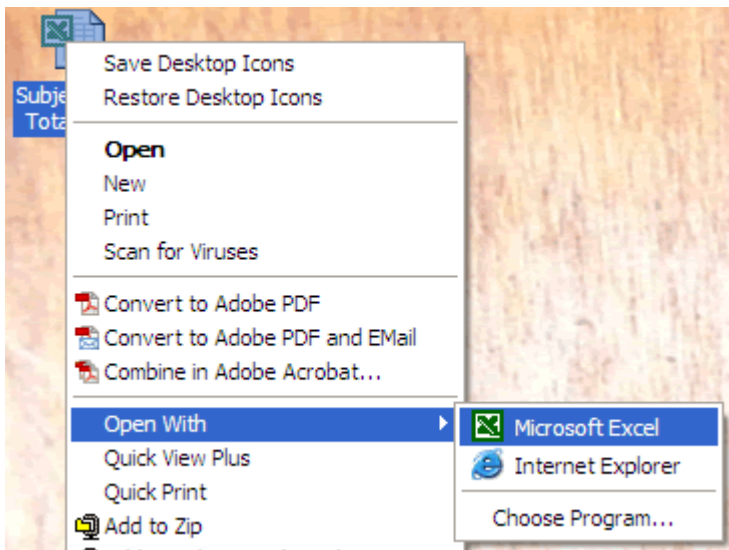 Save Desktop Icons
Restore Desktop Icons
Open
New
Print
Scan for Viruses
Convert to Adobe PDF
Convert to Adobe PDF and EMail
Combine in Adobe Acrobat...
Open With
Microsoft Excel
Quick View Plus
Internet Explorer
Quick Print
Choose Program...
Add to Zip